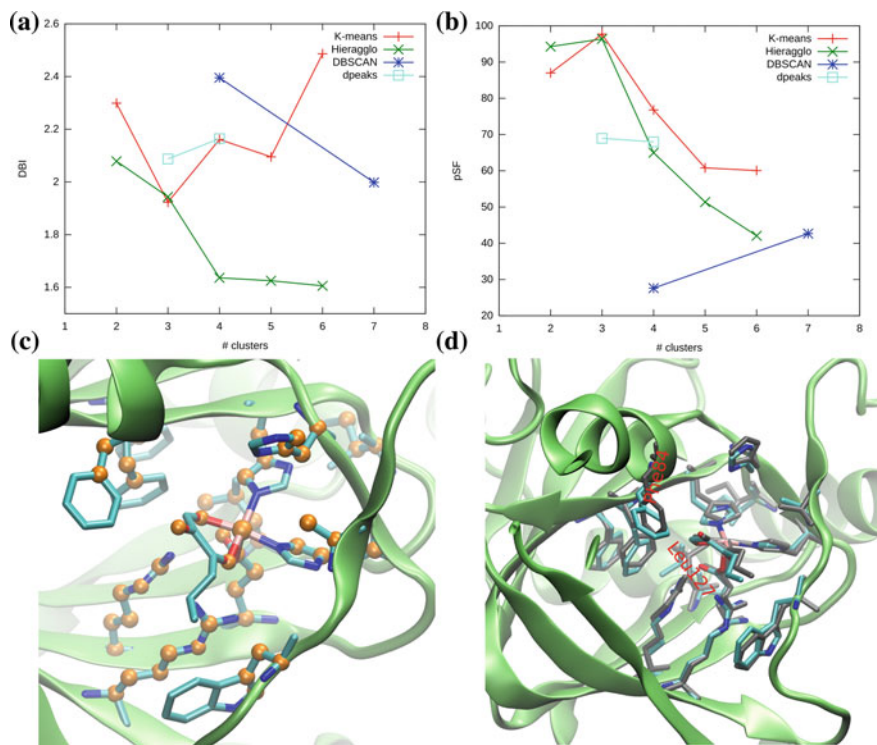 (a)
2.6
2.4
2.2
2
1.8
1.6
DBI
1
2
3
4
5
6
7
8
# clusters
K-means
Hieragglo
DBSCAN
dpeaks
(b)
100
90
80
70
60
50
40
30
20
pSF
1
2
3
4
5
6
7
8
# clusters
K-means
Hieragglo
DBSCAN
dpeaks
(c)
(d)
Leu127